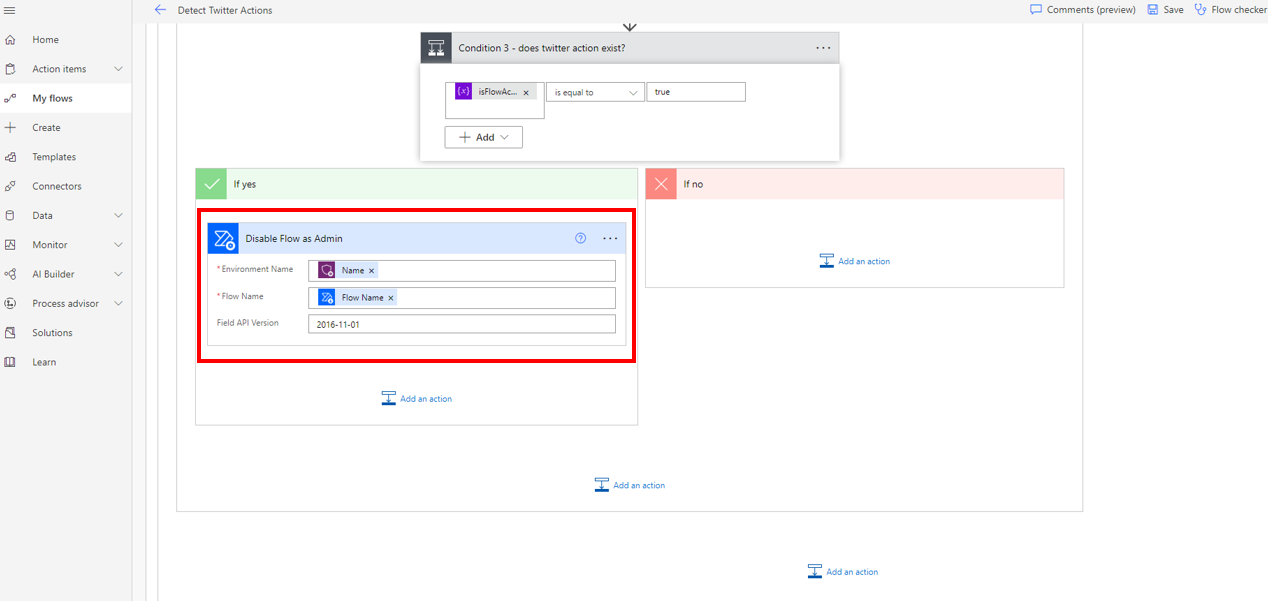 Detect Twitter Actions
Comments (preview)
Save
Flow checker
Home
Action items
My flows
Create
Templates
Connectors
Data
Monitor
AI Builder
Process advisor
Solutions
Learn
Condition 3 - does twitter action exist?
{x} isFlowAc... × is equal to true
Add
If yes
If no
Disable Flow as Admin
*Environment Name Name ×
*Flow Name Flow Name ×
Field API Version 2016-11-01
Add an action
Add an action
Add an action
Add an action